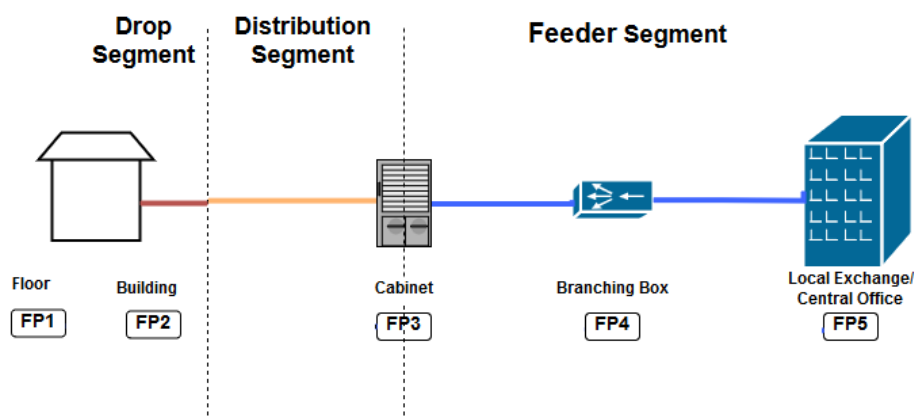 Drop
Segment
Distribution
Segment
Feeder Segment
Floor
Building
Cabinet
Branching Box
Local Exchange/
Central Office
FP1
FP2
FP3
FP4
FP5